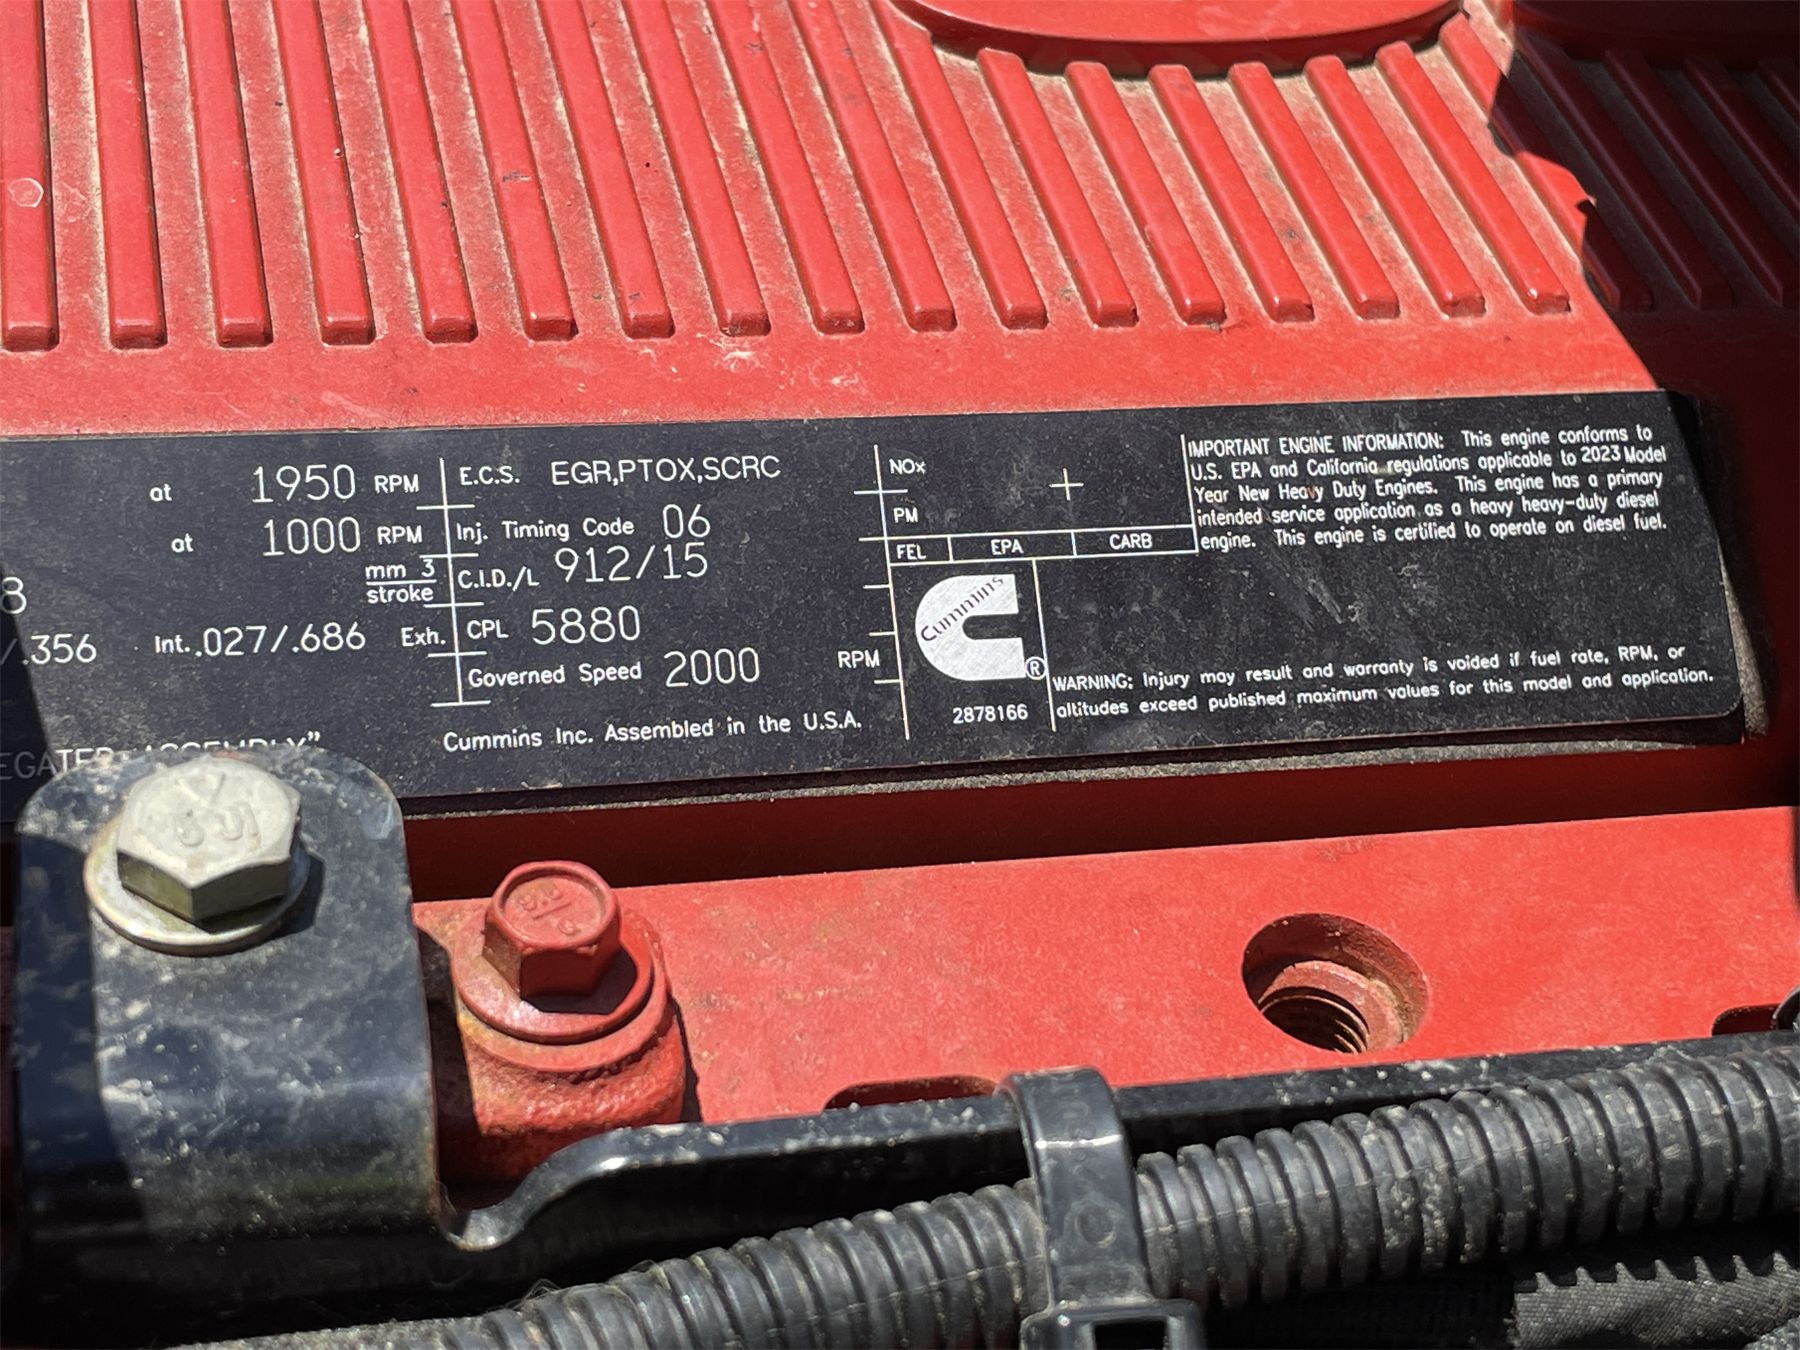 at 1950 RPM
at 1000 RPM
8 mm 3
stroke
/.356 Int. .027/.686 Exh.
E.C.S. EGR,PTOX,SCRC
Inj. Timing Code 06
C.I.D./L 912/15
CPL 5880
Governed Speed 2000 RPM
Cummins Inc. Assembled in the U.S.A.
ASSEMBLY"
NOx +
PM
FEL EPA CARB
Cummins
®
2878166
IMPORTANT ENGINE INFORMATION: This engine conforms to
U.S. EPA and California regulations applicable to 2023 Model
Year New Heavy Duty Engines. This engine has a primary
intended service application as a heavy heavy-duty diesel
engine. This engine is certified to operate on diesel fuel.
WARNING: Injury may result and warranty is voided if fuel rate, RPM, or
altitudes exceed published maximum values for this model and application.